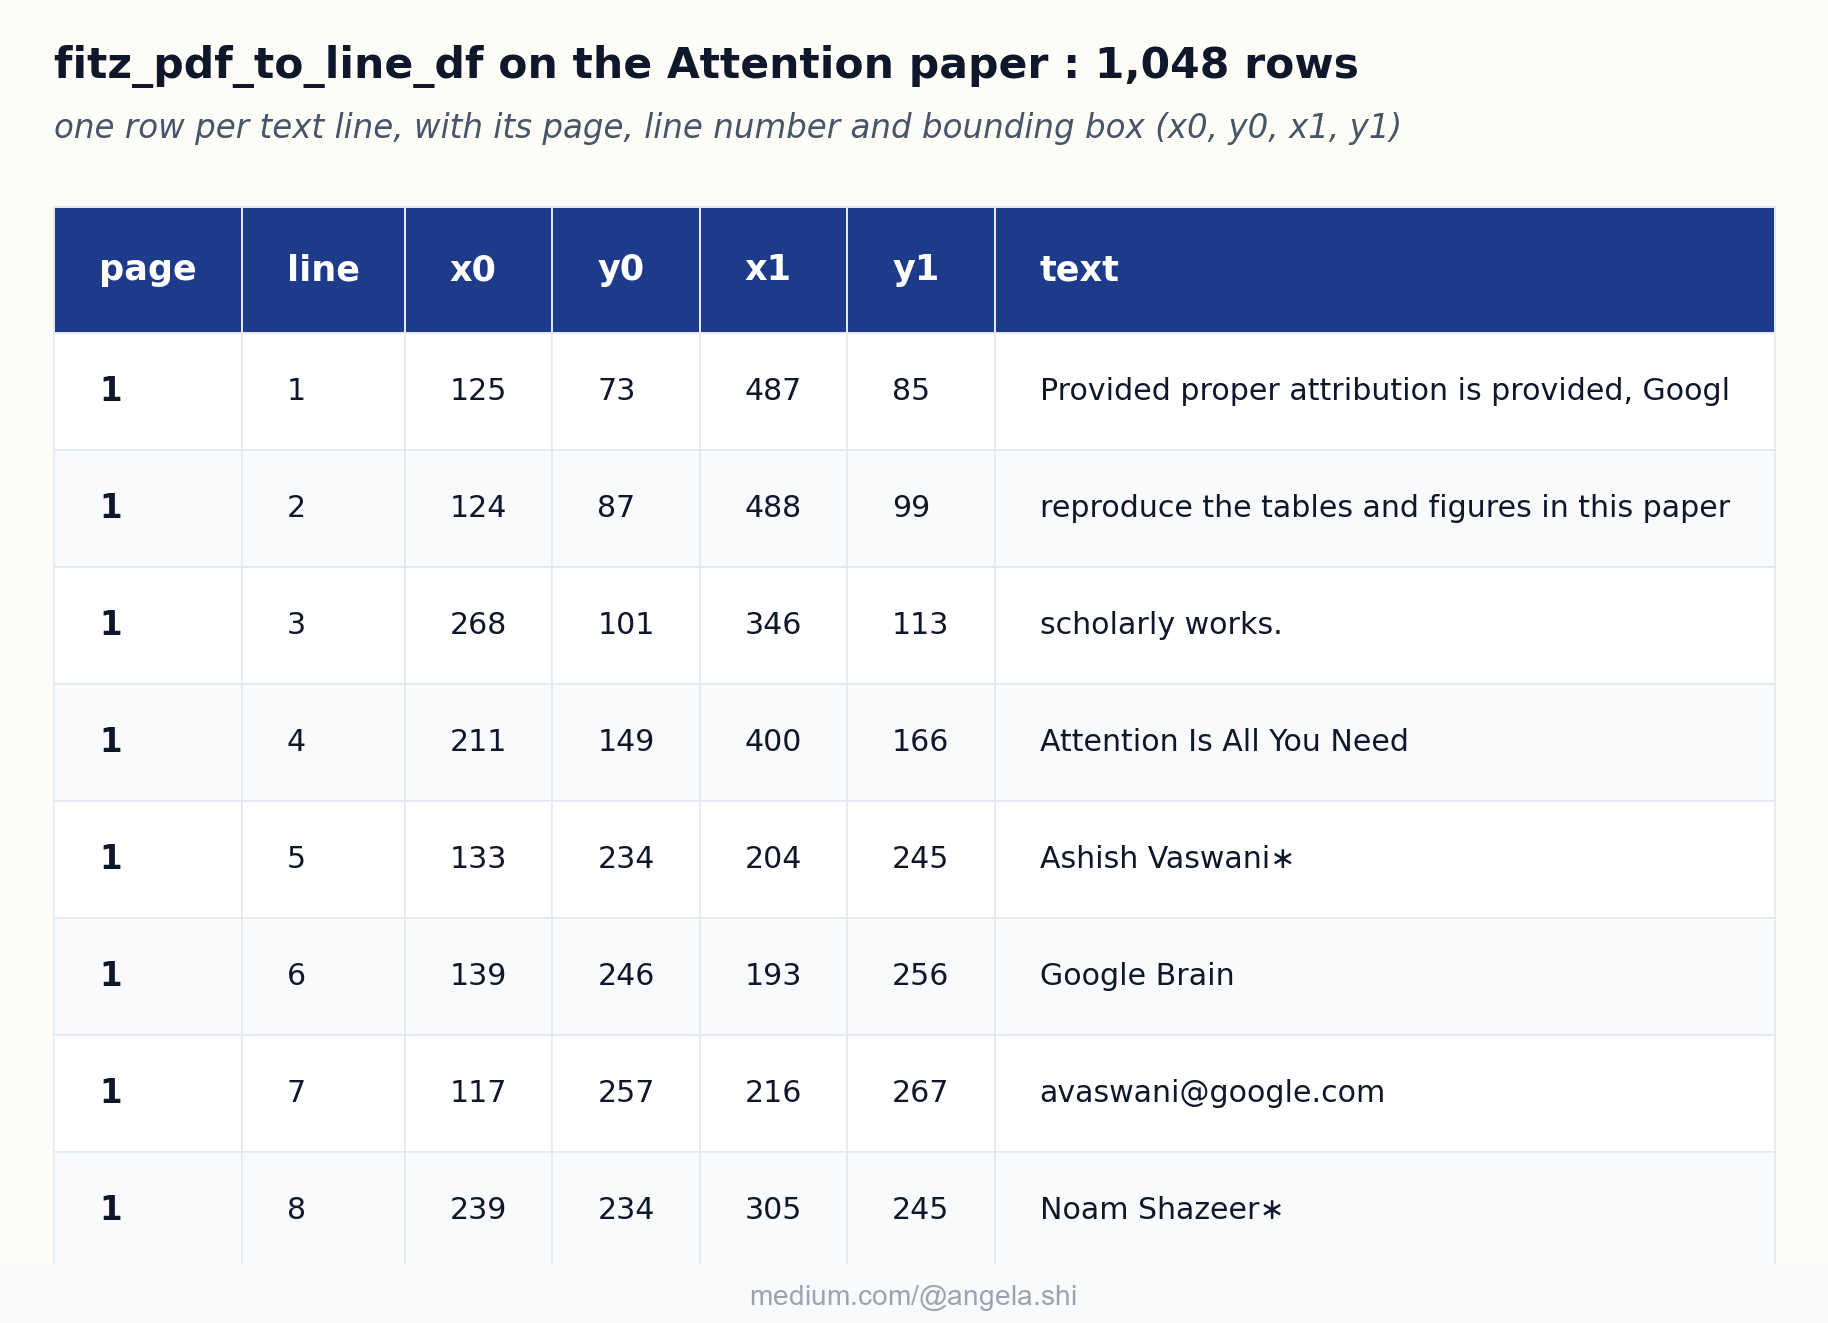 fitz_pdf_to_line_df on the Attention paper : 1,048 rows
one row per text line, with its page, line number and bounding box (x0, y0, x1, y1)
page line x0 y0 x1 y1 text
1 1 125 73 487 85 Provided proper attribution is provided, Googl
1 2 124 87 488 99 reproduce the tables and figures in this paper
1 3 268 101 346 113 scholarly works.
1 4 211 149 400 166 Attention Is All You Need
1 5 133 234 204 245 Ashish Vaswani∗
1 6 139 246 193 256 Google Brain
1 7 117 257 216 267 avaswani@google.com
1 8 239 234 305 245 Noam Shazeer∗
medium.com/@angela.shi